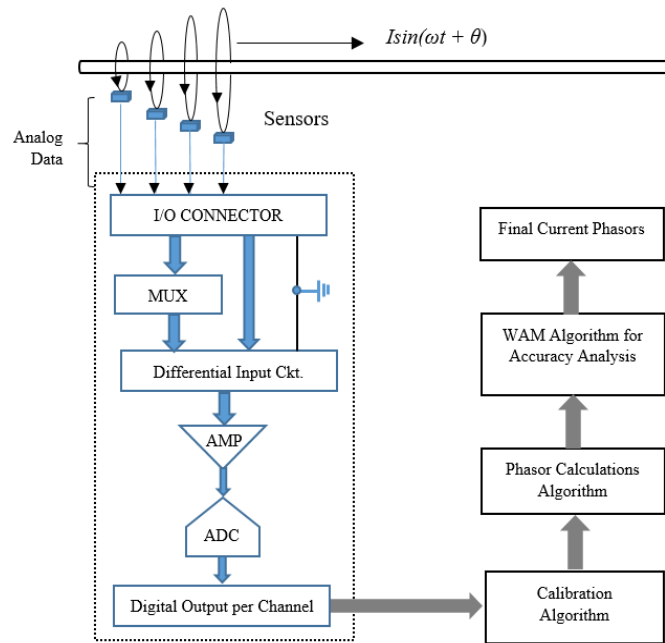 Isin(ωt + θ)
Sensors
Analog
Data
I/O CONNECTOR
MUX
Differential Input Ckt.
AMP
ADC
Digital Output per Channel
Final Current Phasors
WAM Algorithm for
Accuracy Analysis
Phasor Calculations
Algorithm
Calibration
Algorithm